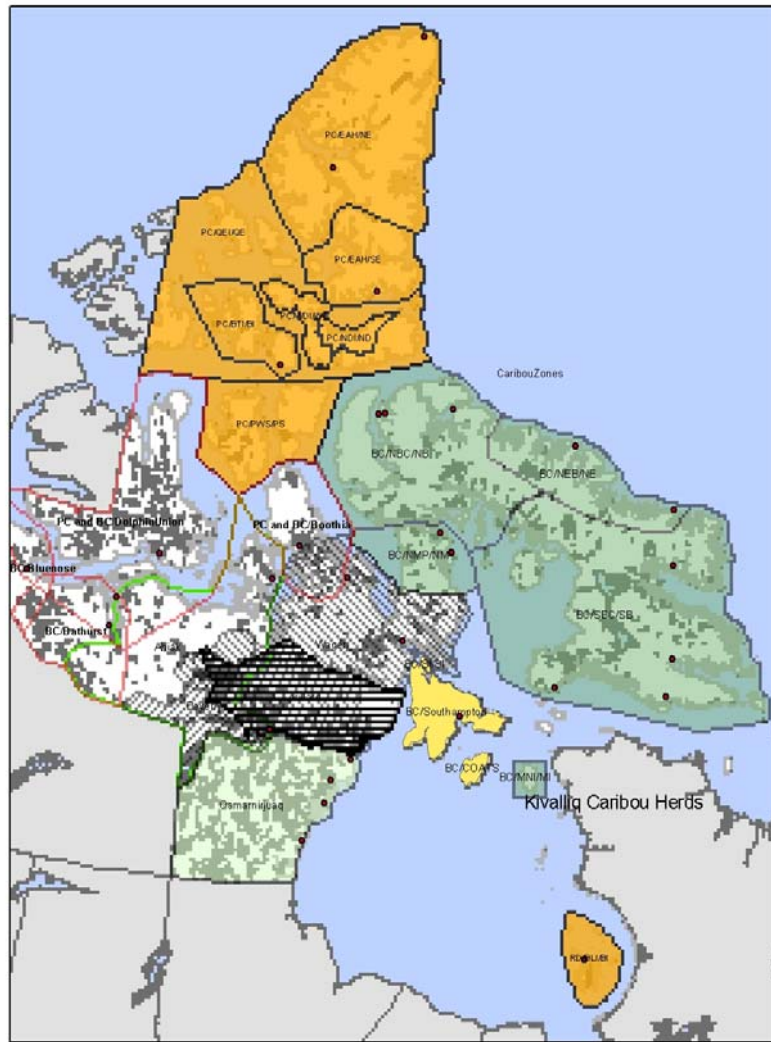 PC/EAH/NE
PC/QEI/QE
PC/EAH/SE
PC/BTI/BI
PC/NDI/ND
CaribouZones
PC/PWS/PS
BC/NBC/NBI
BC/NEB/NE
PC and BC/DolphinUnion
PC and BC/Boothia
BC/NMP/NM
BC/Bluenose
BC/SBC/SB
BC/Bathurst
BC/Southampton
BC/COATS
BC/MNI/MI
Kivalliq Caribou Herds
Qamarnirjuaq